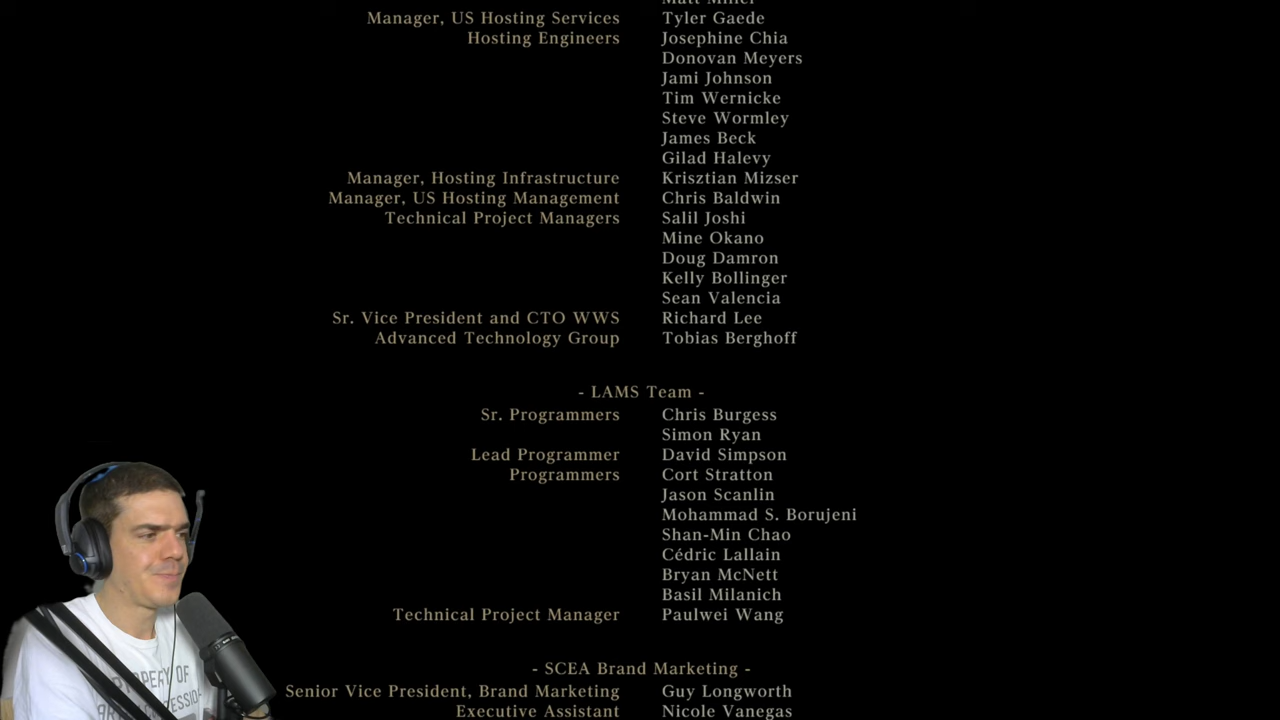 Matt Miller
Manager, US Hosting Services Tyler Gaede
Hosting Engineers Josephine Chia
Donovan Meyers
Jami Johnson
Tim Wernicke
Steve Wormley
James Beck
Gilad Halevy
Manager, Hosting Infrastructure Krisztian Mizser
Manager, US Hosting Management Chris Baldwin
Technical Project Managers Salil Joshi
Mine Okano
Doug Damron
Kelly Bollinger
Sean Valencia
Sr. Vice President and CTO WWS Richard Lee
Advanced Technology Group Tobias Berghoff
- LAMS Team -
Sr. Programmers Chris Burgess
Simon Ryan
Lead Programmer David Simpson
Programmers Cort Stratton
Jason Scanlin
Mohammad S. Borujeni
Shan-Min Chao
Cédric Lallain
Bryan McNett
Basil Milanich
Technical Project Manager Paulwei Wang
- SCEA Brand Marketing -
Senior Vice President, Brand Marketing Guy Longworth
Executive Assistant Nicole Vanegas
PROPERTY OF